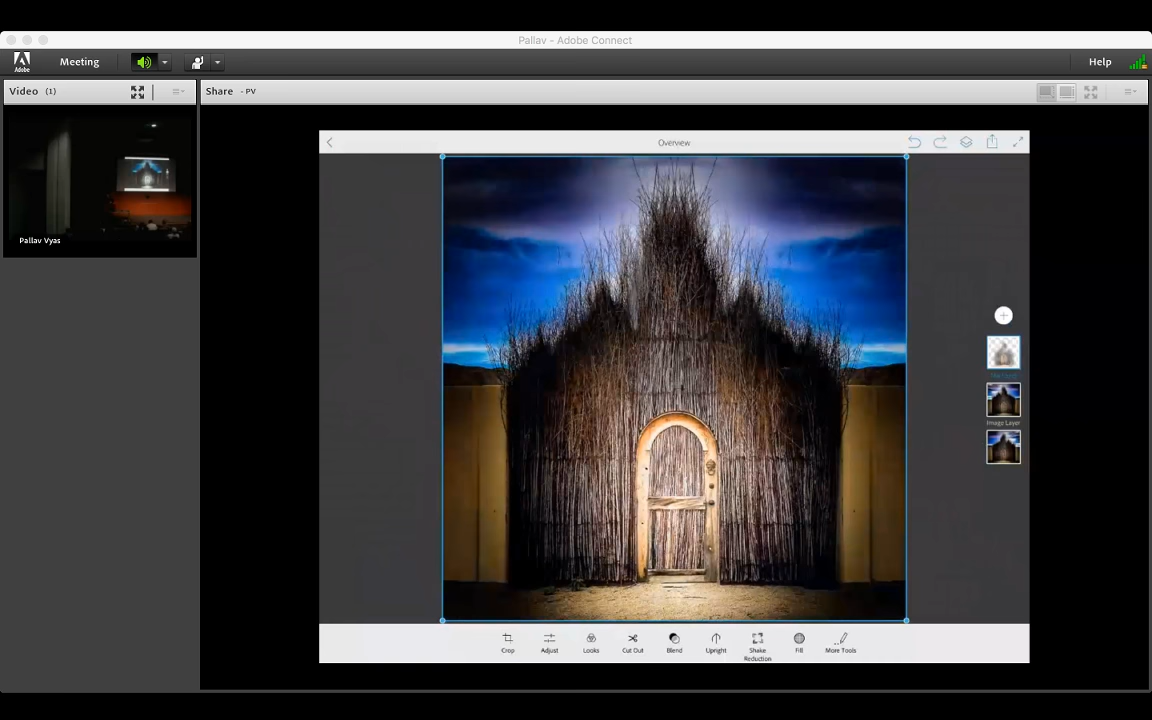 Pallav - Adobe Connect
Adobe
Meeting
Help
Video (1)
Share - PV
Pallav Vyas
Overview
Image Layer
Crop
Adjust
Looks
Cut Out
Blend
Upright
Shake
Reduction
Fill
More Tools